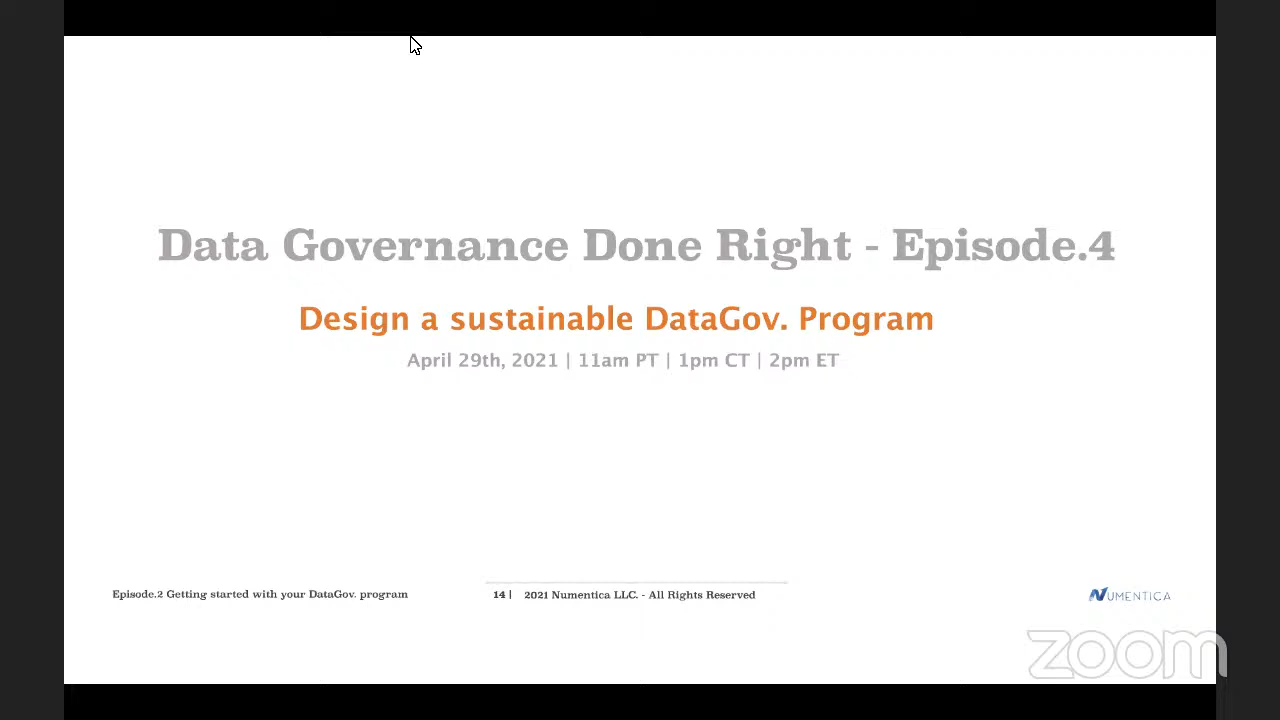 Data Governance Done Right - Episode.4
Design a sustainable DataGov. Program
April 29th, 2021 | 11am PT | 1pm CT | 2pm ET
Episode.2 Getting started with your DataGov. program
14 | 2021 Numentica LLC. - All Rights Reserved
NUMENTICA
zoom